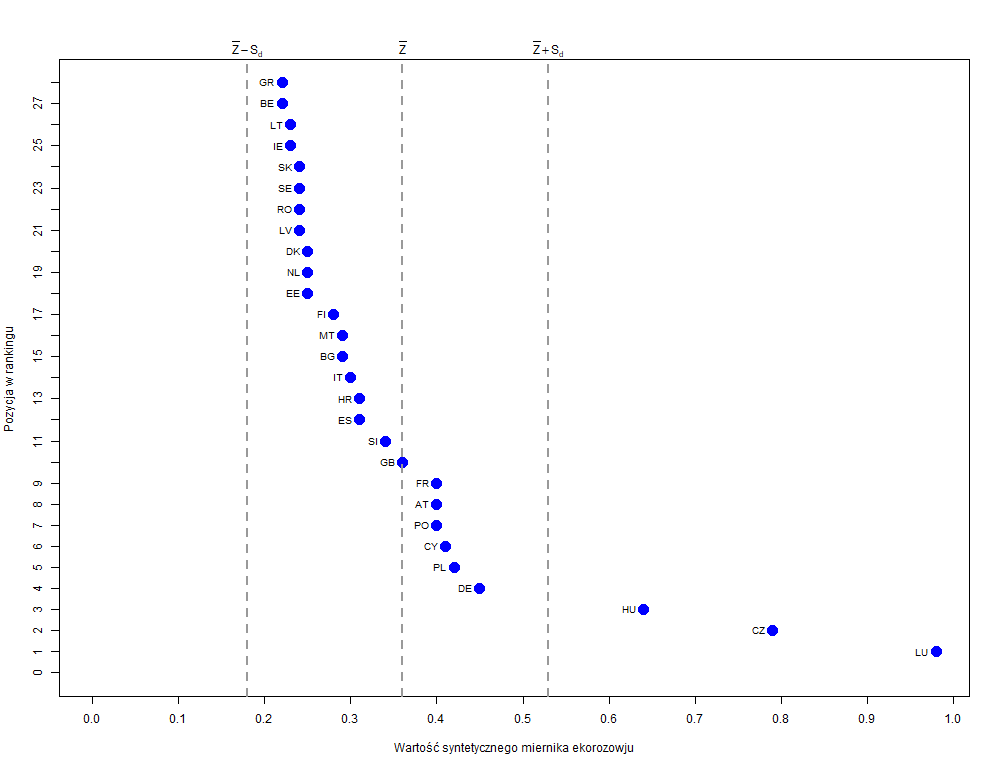 Z̅ − Sd Z̅ Z̅ + Sd
GR
27 BE
LT
25 IE
SK
23 SE
RO
21 LV
DK
19 NL
EE
17 FI
MT
15 BG
IT
13 HR
ES
11 SI
GB
9 FR
8 AT
7 PO
6 CY
5 PL
4 DE
3 HU
2 CZ
1 LU
0
Pozycja w rankingu
0.0 0.1 0.2 0.3 0.4 0.5 0.6 0.7 0.8 0.9 1.0
Wartość syntetycznego miernika ekorozowju